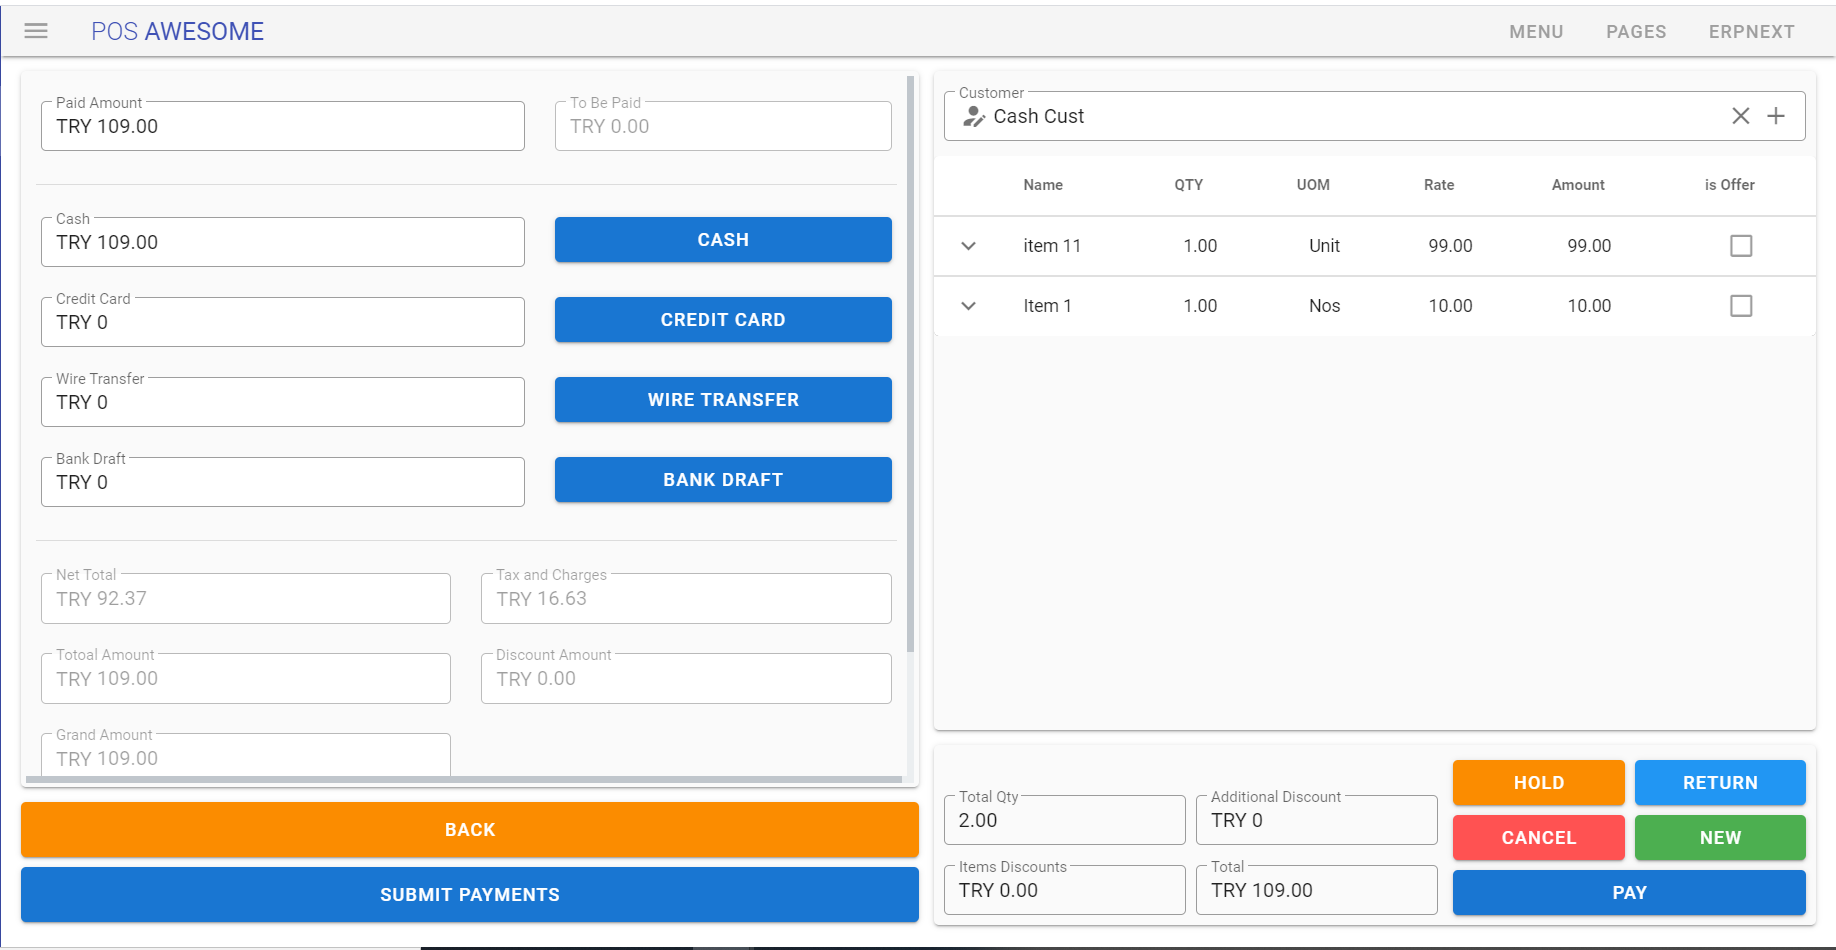 POS AWESOME
MENU PAGES ERPNEXT
Paid Amount
TRY 109.00
To Be Paid
TRY 0.00
Cash
TRY 109.00
CASH
Credit Card
TRY 0
CREDIT CARD
Wire Transfer
TRY 0
WIRE TRANSFER
Bank Draft
TRY 0
BANK DRAFT
Net Total
TRY 92.37
Tax and Charges
TRY 16.63
Totoal Amount
TRY 109.00
Discount Amount
TRY 0.00
Grand Amount
TRY 109.00
BACK
SUBMIT PAYMENTS
Customer
Cash Cust
Name QTY UOM Rate Amount is Offer
item 11 1.00 Unit 99.00 99.00
Item 1 1.00 Nos 10.00 10.00
Total Qty
2.00
Additional Discount
TRY 0
Items Discounts
TRY 0.00
Total
TRY 109.00
HOLD RETURN
CANCEL NEW
PAY